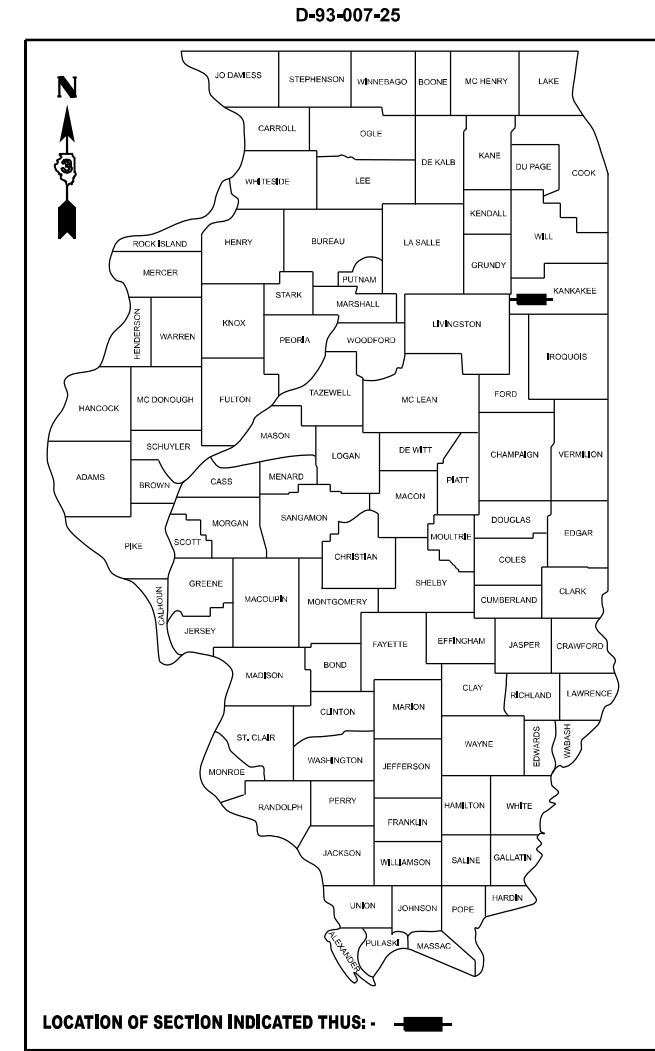 D-93-007-25
JO DAVIESS STEPHENSON WINNEBAGO BOONE MC HENRY LAKE
N
CARROLL OGLE
DE KALB KANE DU PAGE COOK
3
WHITESIDE LEE
KENDALL
ROCK ISLAND HENRY BUREAU LA SALLE WILL
GRUNDY
MERCER PUTNAM
STARK MARSHALL KANKAKEE
HENDERSON WARREN KNOX LIVINGSTON
PEORIA WOODFORD
IROQUOIS
TAZEWELL MC LEAN FORD
HANCOCK MC DONOUGH FULTON
MASON
SCHUYLER LOGAN DE WITT CHAMPAIGN VERMILION
ADAMS BROWN CASS MENARD PIATT
MACON
MORGAN SANGAMON DOUGLAS
PIKE SCOTT MOULTRIE EDGAR
CHRISTIAN COLES
GREENE SHELBY
CALHOUN MACOUPIN MONTGOMERY CUMBERLAND CLARK
JERSEY
FAYETTE EFFINGHAM JASPER CRAWFORD
BOND
MADISON
CLAY RICHLAND LAWRENCE
CLINTON MARION
ST. CLAIR WAYNE EDWARDS WABASH
WASHINGTON JEFFERSON
MONROE
RANDOLPH PERRY HAMILTON WHITE
FRANKLIN
JACKSON WILLIAMSON SALINE GALLATIN
HARDIN
UNION JOHNSON POPE
ALEXANDER PULASKI MASSAC
LOCATION OF SECTION INDICATED THUS: -